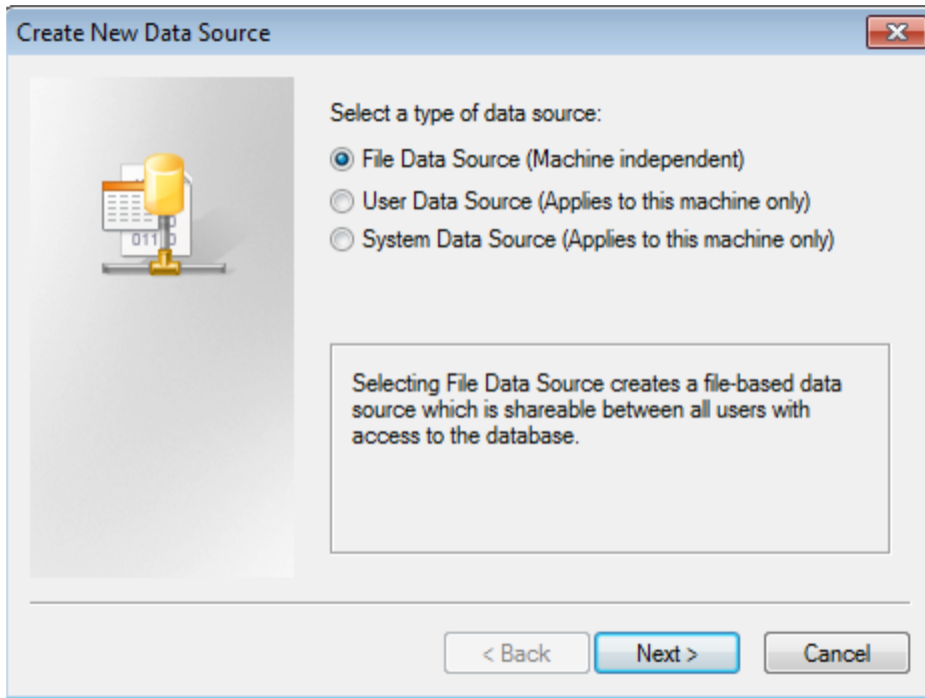 Create New Data Source
Select a type of data source:
File Data Source (Machine independent)
User Data Source (Applies to this machine only)
System Data Source (Applies to this machine only)
Selecting File Data Source creates a file-based data
source which is shareable between all users with
access to the database.
< Back
Next >
Cancel